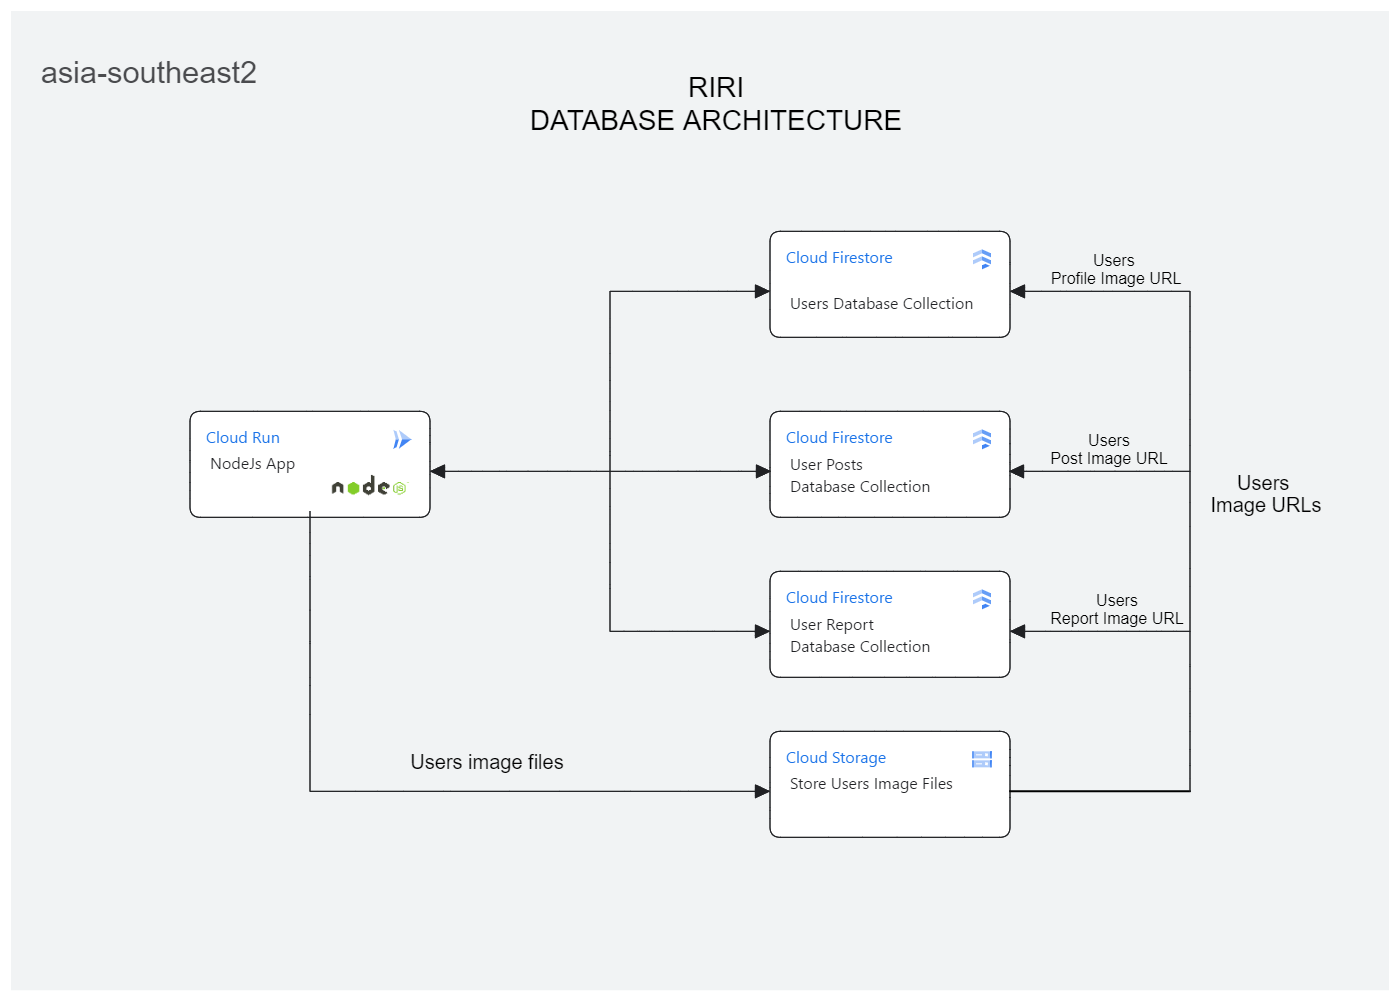 asia-southeast2
RIRI
DATABASE ARCHITECTURE
Cloud Firestore
Users Database Collection
Users
Profile Image URL
Cloud Run
NodeJs App
node
JS
Cloud Firestore
User Posts
Database Collection
Users
Post Image URL
Users
Image URLs
Cloud Firestore
User Report
Database Collection
Users
Report Image URL
Users image files
Cloud Storage
Store Users Image Files